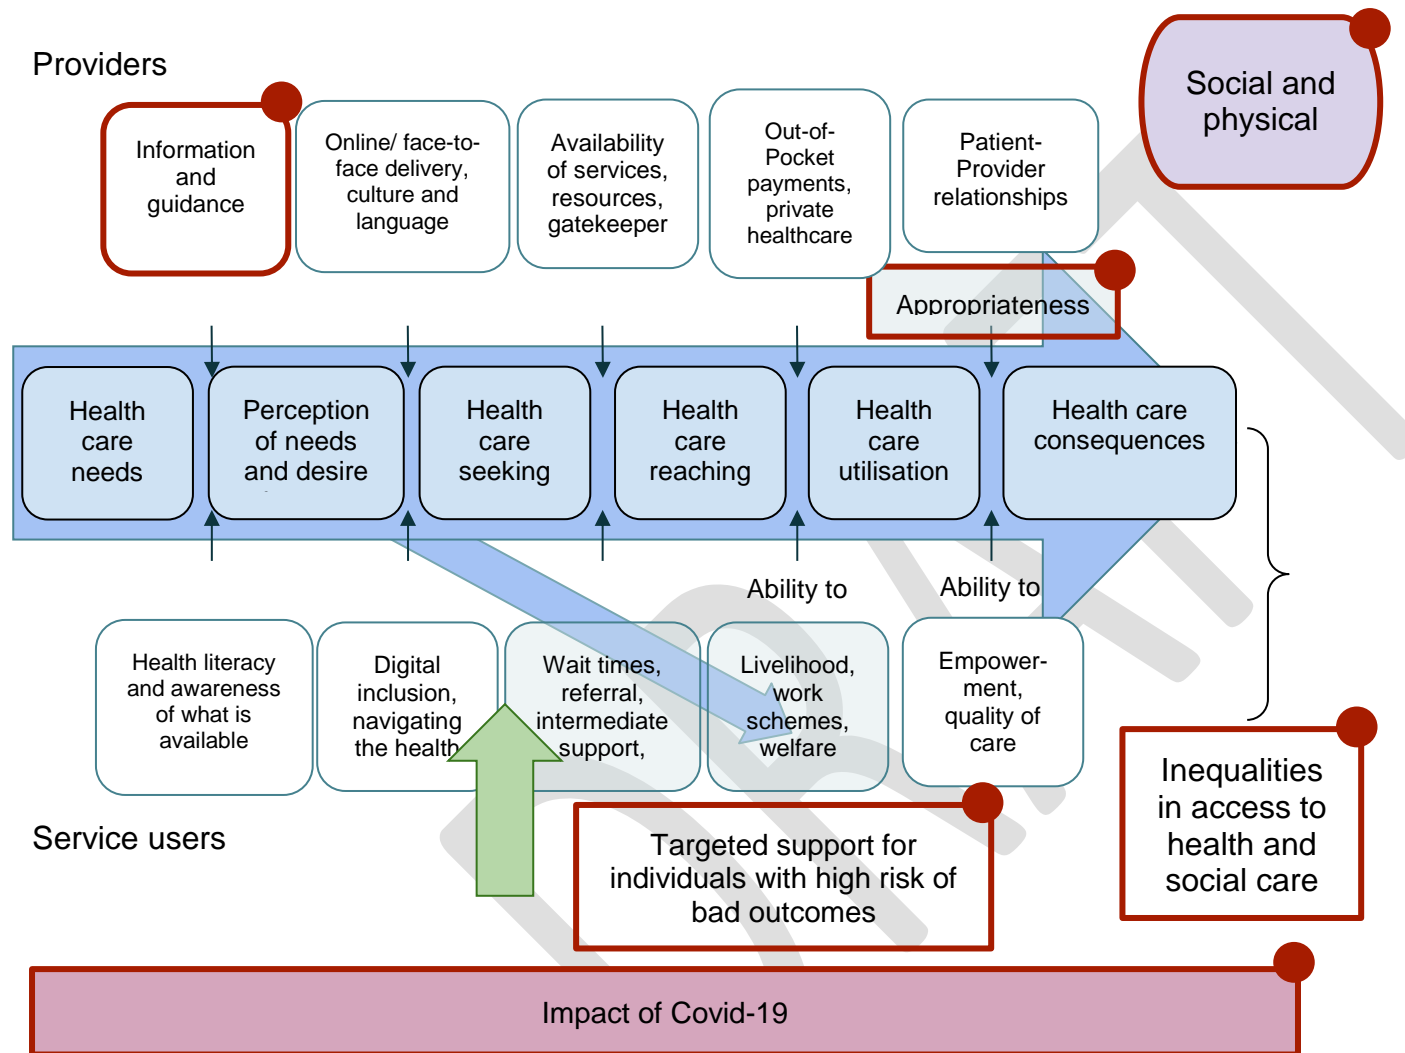 Providers
Social and
physical
Information
and
guidance
Online/ face-to-
face delivery,
culture and
language
Availability
of services,
resources,
gatekeeper
Out-of-
Pocket
payments,
private
healthcare
Patient-
Provider
relationships
Appropriateness
Health
care
needs
Perception
of needs
and desire
Health
care
seeking
Health
care
reaching
Health
care
utilisation
Health care
consequences
Ability to
Ability to
Health literacy
and awareness
of what is
available
Digital
inclusion,
navigating
the health
Wait times,
referral,
intermediate
support,
Livelihood,
work
schemes,
welfare
Empower-
ment,
quality of
care
Service users
Targeted support for
individuals with high risk of
bad outcomes
Inequalities
in access to
health and
social care
Impact of Covid-19
DRAFT